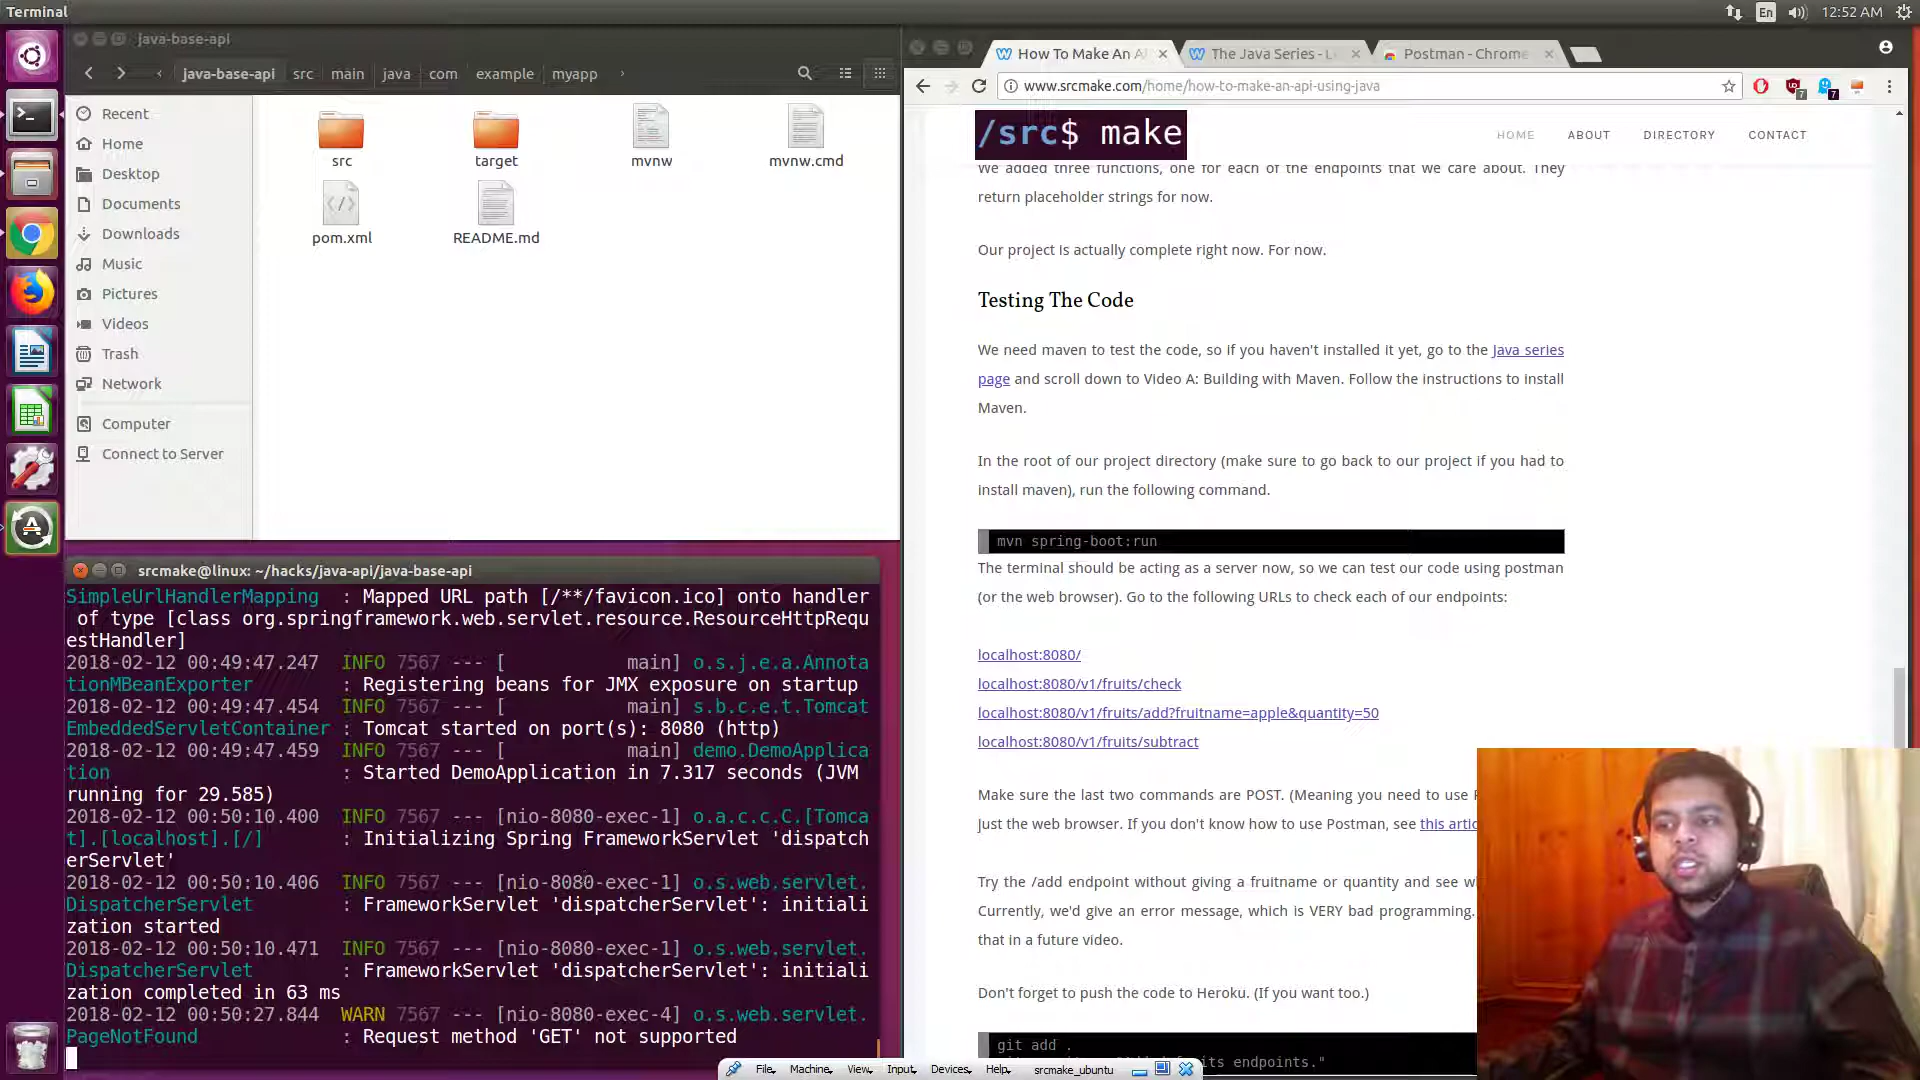 Terminal
En
12:52 AM
java-base-api
java-base-api src main java com example myapp
Recent
Home
Desktop
Documents
Downloads
Music
Pictures
Videos
Trash
Network
Computer
Connect to Server
src
target
mvnw
mvnw.cmd
pom.xml
README.md
srcmake@linux: ~/hacks/java-api/java-base-api
SimpleUrlHandlerMapping : Mapped URL path [/**/favicon.ico] onto handler
of type [class org.springframework.web.servlet.resource.ResourceHttpRequ
estHandler]
2018-02-12 00:49:47.247 INFO 7567 --- [ main] o.s.j.e.a.Annota
tionMBeanExporter : Registering beans for JMX exposure on startup
2018-02-12 00:49:47.454 INFO 7567 --- [ main] s.b.c.e.t.Tomcat
EmbeddedServletContainer : Tomcat started on port(s): 8080 (http)
2018-02-12 00:49:47.459 INFO 7567 --- [ main] demo.DemoApplica
tion : Started DemoApplication in 7.317 seconds (JVM
running for 29.585)
2018-02-12 00:50:10.400 INFO 7567 --- [nio-8080-exec-1] o.a.c.c.C.[Tomca
t].[localhost].[/] : Initializing Spring FrameworkServlet 'dispatch
erServlet'
2018-02-12 00:50:10.406 INFO 7567 --- [nio-8080-exec-1] o.s.web.servlet.
DispatcherServlet : FrameworkServlet 'dispatcherServlet': initiali
zation started
2018-02-12 00:50:10.471 INFO 7567 --- [nio-8080-exec-1] o.s.web.servlet.
DispatcherServlet : FrameworkServlet 'dispatcherServlet': initiali
zation completed in 63 ms
2018-02-12 00:50:27.844 WARN 7567 --- [nio-8080-exec-4] o.s.web.servlet.
PageNotFound : Request method 'GET' not supported
How To Make An A
The Java Series - L
Postman - Chrome
www.srcmake.com/home/how-to-make-an-api-using-java
7
7
/src$ make
HOME ABOUT DIRECTORY CONTACT
We added three functions, one for each of the endpoints that we care about. They
return placeholder strings for now.
Our project is actually complete right now. For now.
Testing The Code
We need maven to test the code, so if you haven't installed it yet, go to the Java series
page and scroll down to Video A: Building with Maven. Follow the instructions to install
Maven.
In the root of our project directory (make sure to go back to our project if you had to
install maven), run the following command.
mvn spring-boot:run
The terminal should be acting as a server now, so we can test our code using postman
(or the web browser). Go to the following URLs to check each of our endpoints:
localhost:8080/
localhost:8080/v1/fruits/check
localhost:8080/v1/fruits/add?fruitname=apple&quantity=50
localhost:8080/v1/fruits/subtract
Make sure the last two commands are POST. (Meaning you need to use
just the web browser. If you don't know how to use Postman, see this artic
Try the /add endpoint without giving a fruitname or quantity and see w
Currently, we'd give an error message, which is VERY bad programming.
that in a future video.
Don't forget to push the code to Heroku. (If you want too.)
git add .
its endpoints."
File Machine View Input Devices Help srcmake_ubuntu